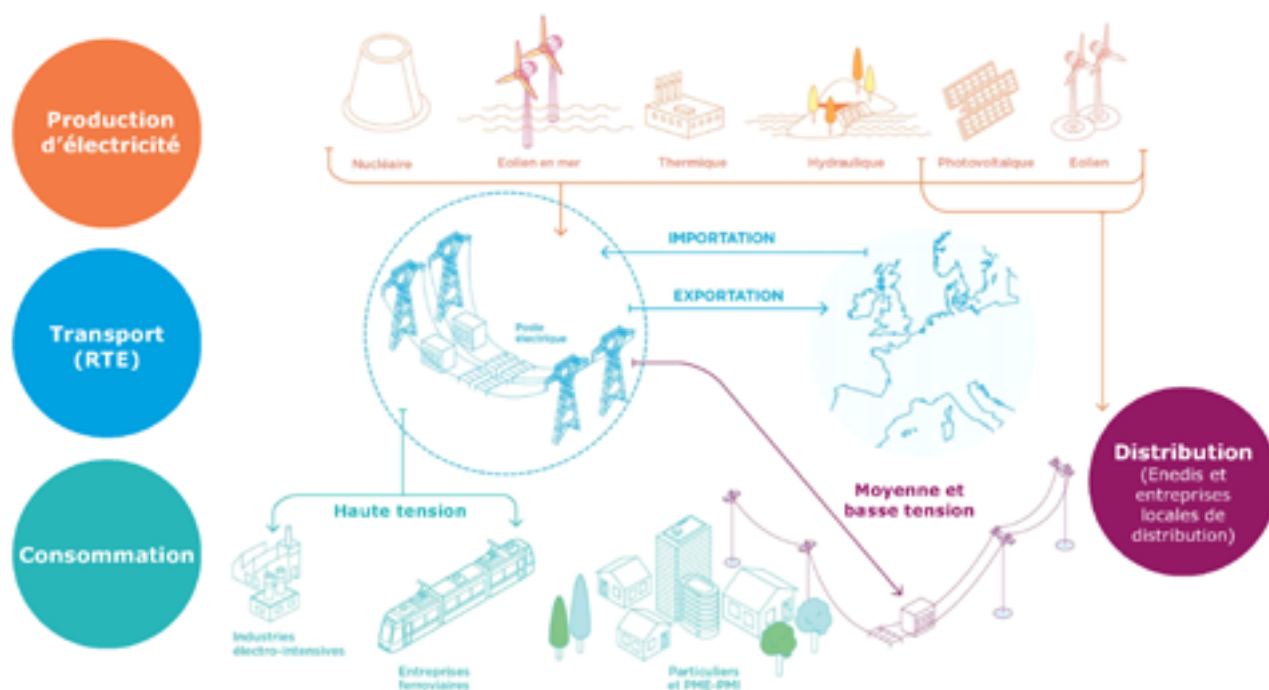 Production
d'électricité
Nucléaire
Eolien en mer
Thermique
Hydraulique
Photovoltaïque
Eolien
IMPORTATION
EXPORTATION
Transport
(RTE)
Poste
électrique
Distribution
(Enedis et
entreprises
locales de
distribution)
Moyenne et
basse tension
Haute tension
Consommation
Industries
électro-intensives
Entreprises
ferroviaires
Particuliers
et PME-PMI